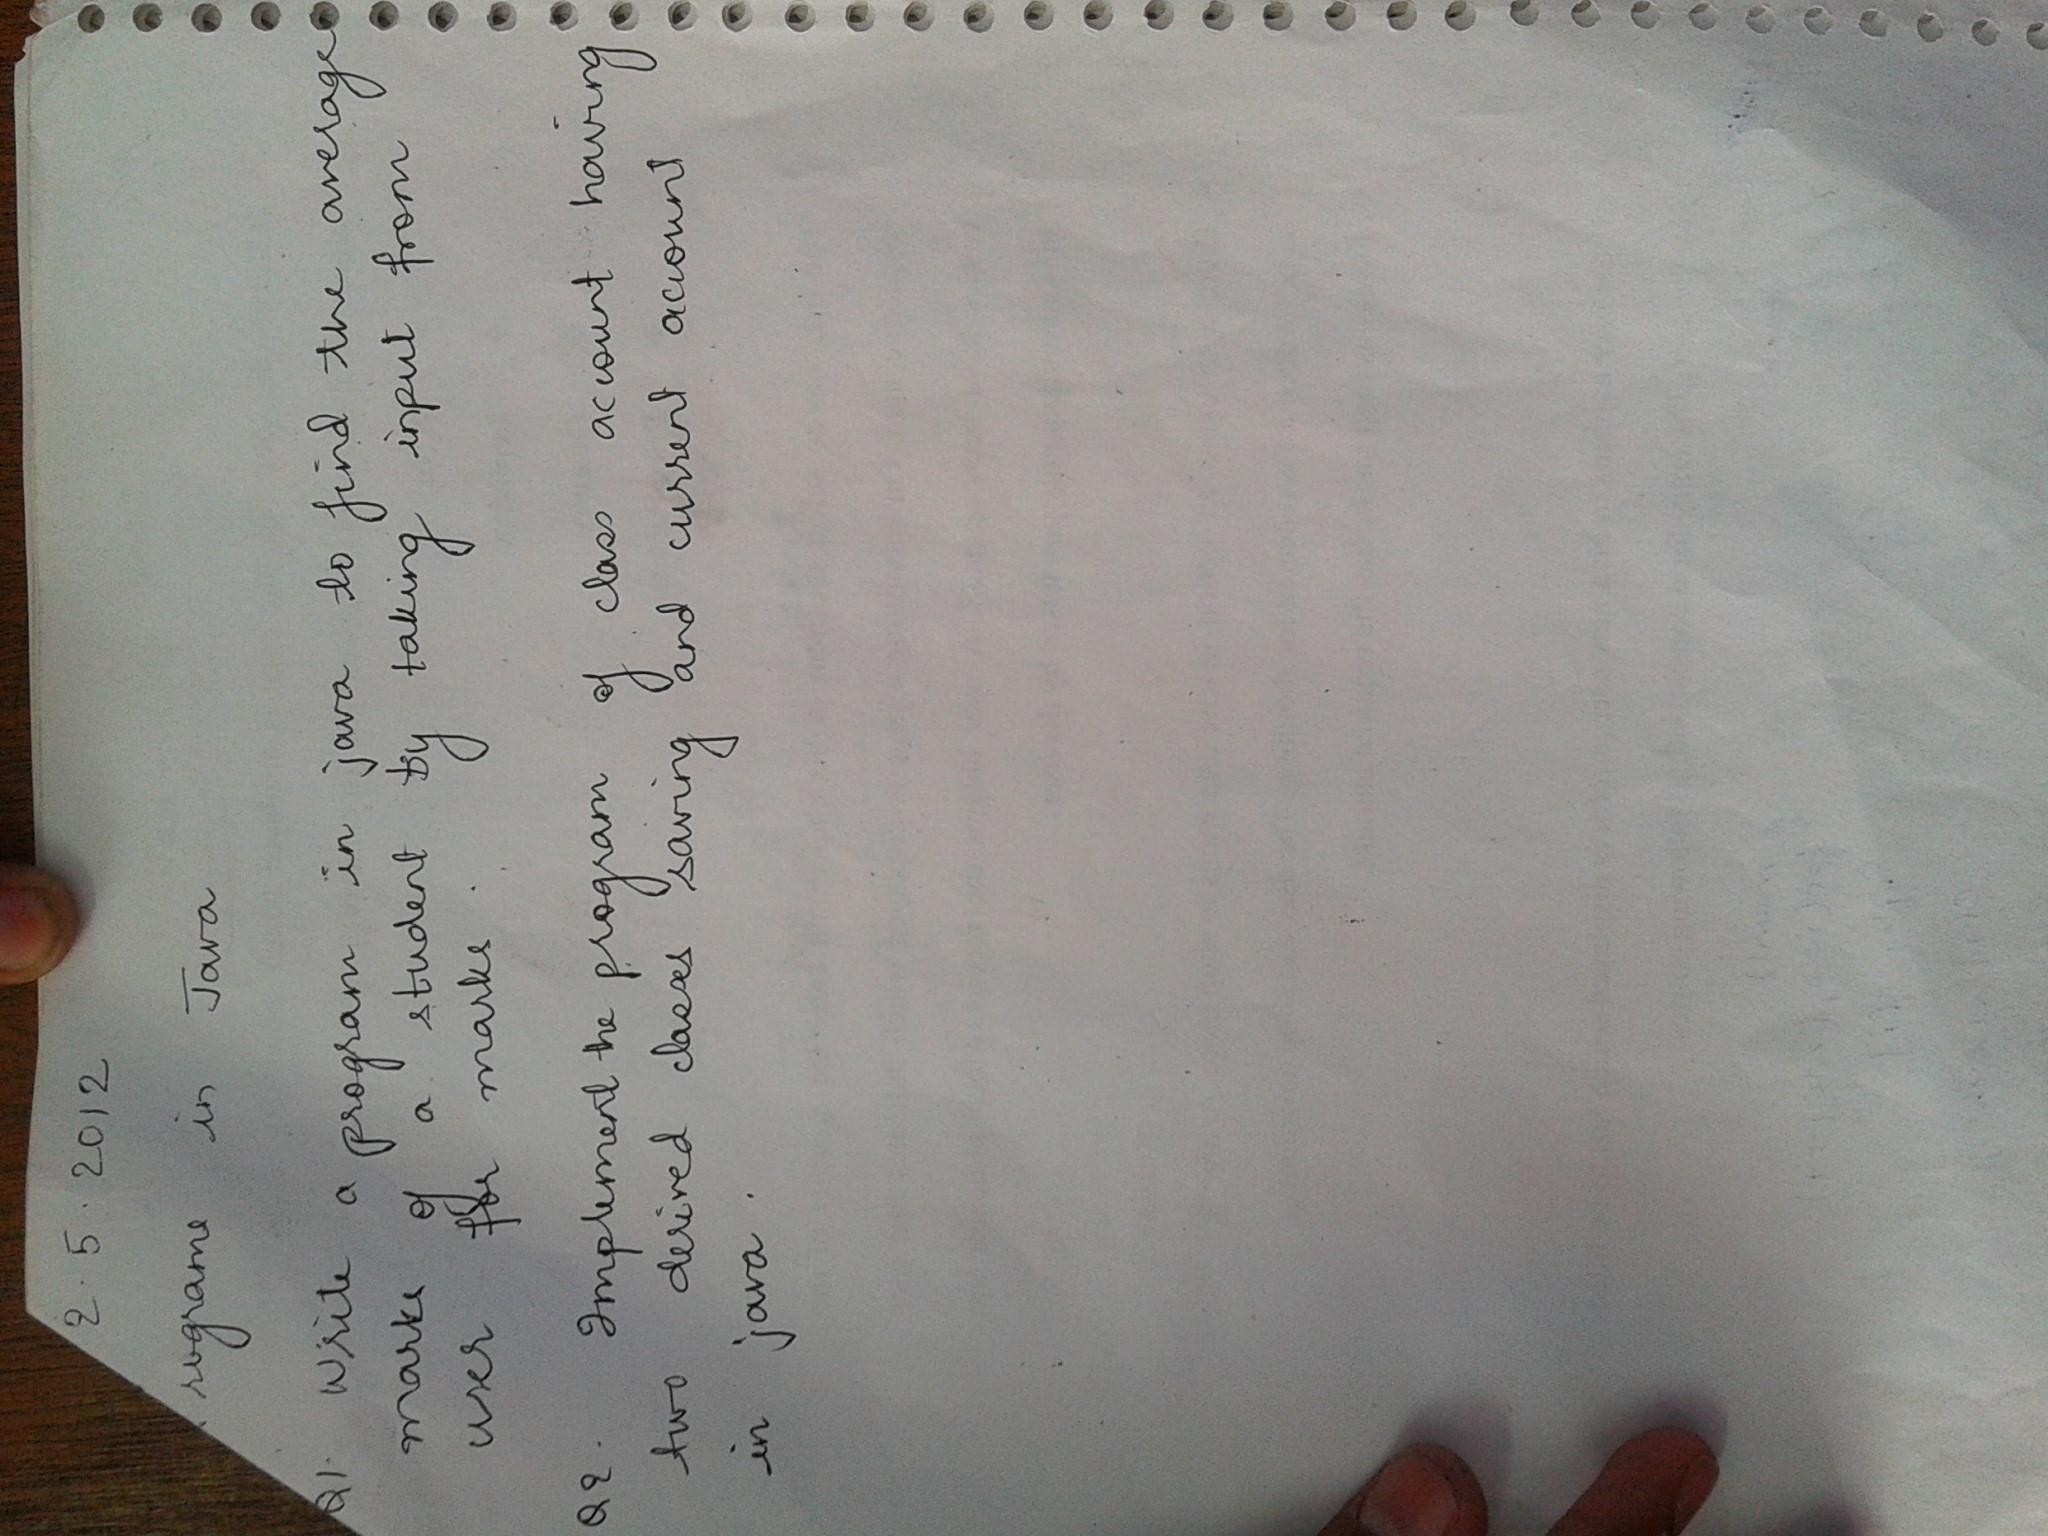 2.5.2012
rograme in Java
Q1. Write a program in java to find the average
marks of a student by taking input from
user for marks.
Q2. Implement the program of class account having
two derived classes saving and current account
in java.